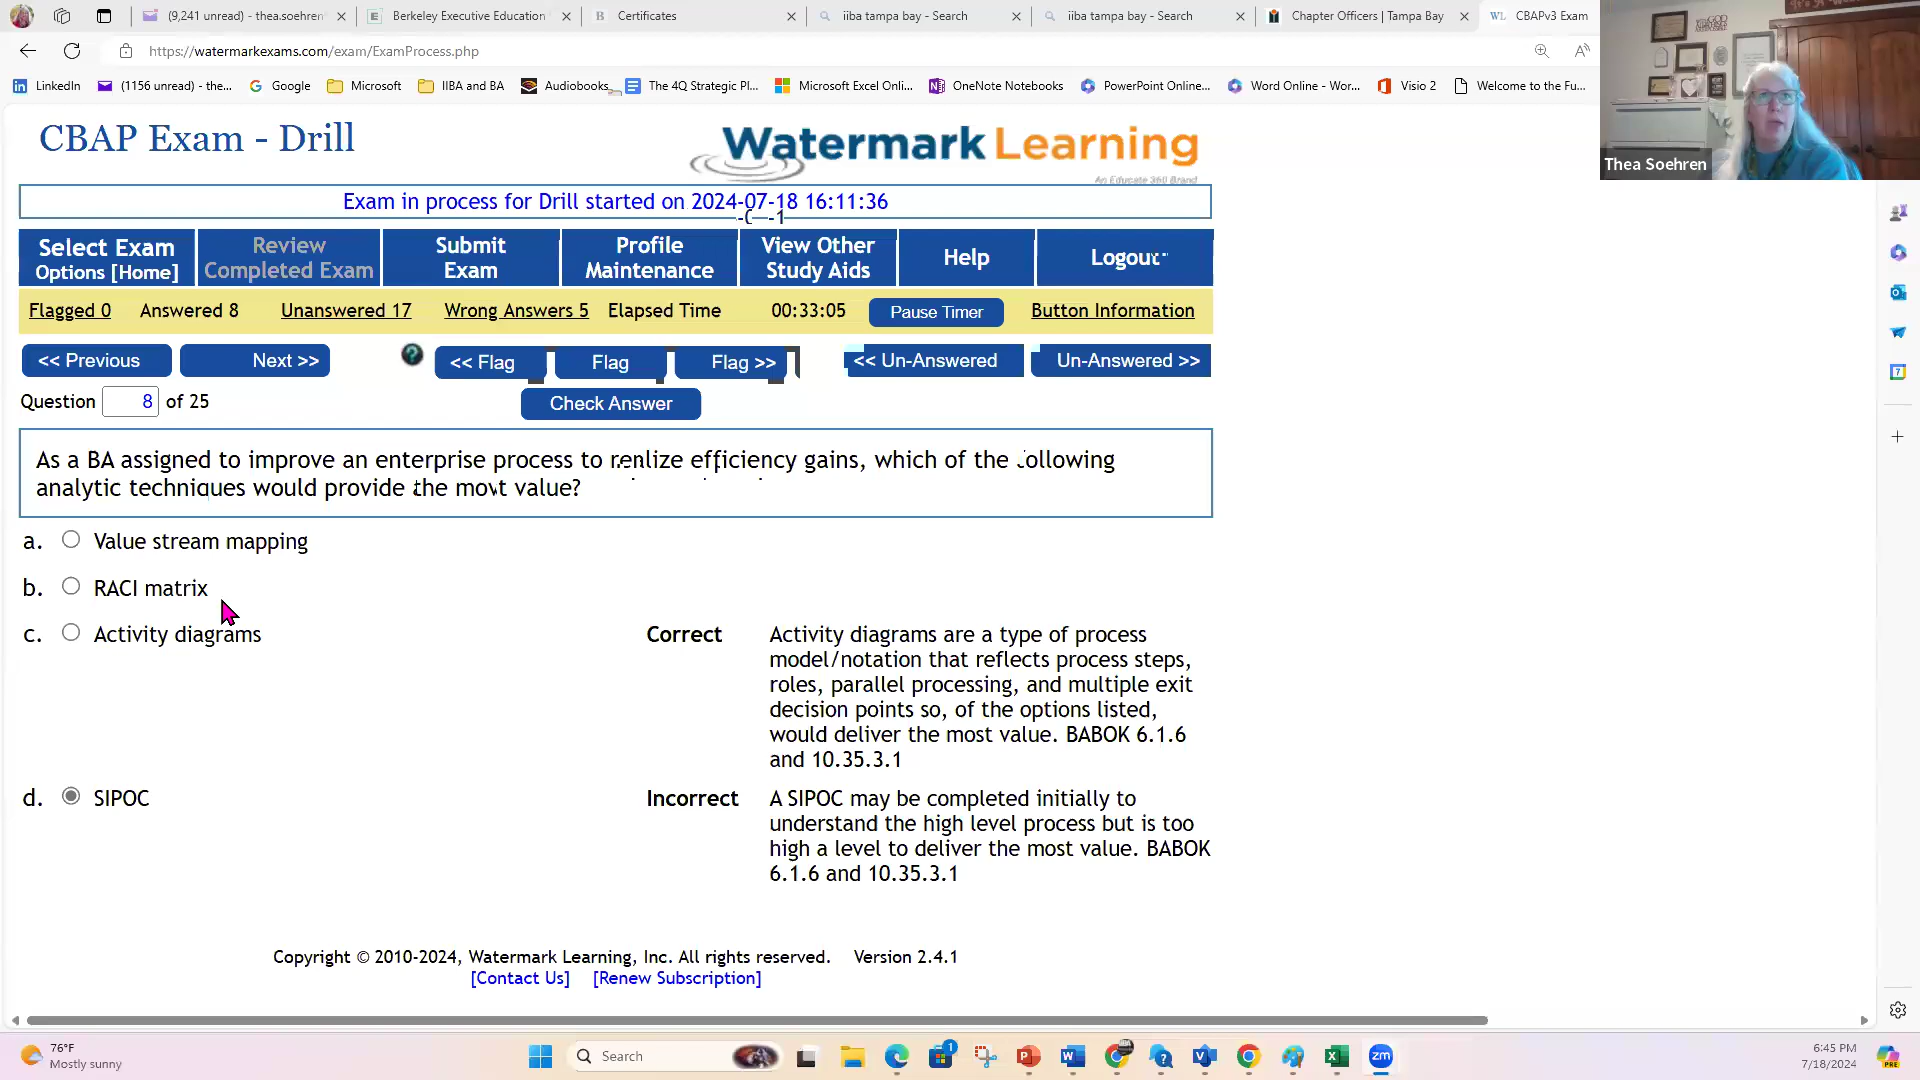 (9,241 unread) - thea.soehren
Berkeley Executive Education
Certificates
iiba tampa bay - Search
iiba tampa bay - Search
Chapter Officers | Tampa Bay
CBAPv3 Exam
https://watermarkexams.com/exam/ExamProcess.php
LinkedIn
(1156 unread) - the...
Google
Microsoft
IIBA and BA
Audiobooks
The 4Q Strategic Pl...
Microsoft Excel Onli...
OneNote Notebooks
PowerPoint Online...
Word Online - Wor...
Visio 2
Welcome to the Fu...
Thea Soehren
CBAP Exam - Drill
Watermark Learning
An Educate 360 Brand
Exam in process for Drill started on 2024-07-18 16:11:36
Select Exam
Options [Home]
Review
Completed Exam
Submit
Exam
Profile
Maintenance
View Other
Study Aids
Help
Logout
Flagged 0 Answered 8 Unanswered 17 Wrong Answers 5 Elapsed Time 00:33:05 Pause Timer Button Information
<< Previous Next >> << Flag Flag Flag >> << Un-Answered Un-Answered >>
Question 8 of 25
Check Answer
As a BA assigned to improve an enterprise process to realize efficiency gains, which of the following
analytic techniques would provide the most value?
a. Value stream mapping
b. RACI matrix
c. Activity diagrams
Correct
Activity diagrams are a type of process
model/notation that reflects process steps,
roles, parallel processing, and multiple exit
decision points so, of the options listed,
would deliver the most value. BABOK 6.1.6
and 10.35.3.1
d. SIPOC
Incorrect
A SIPOC may be completed initially to
understand the high level process but is too
high a level to deliver the most value. BABOK
6.1.6 and 10.35.3.1
Copyright © 2010-2024, Watermark Learning, Inc. All rights reserved. Version 2.4.1
[Contact Us] [Renew Subscription]
76°F
Mostly sunny
Search
6:45 PM
7/18/2024